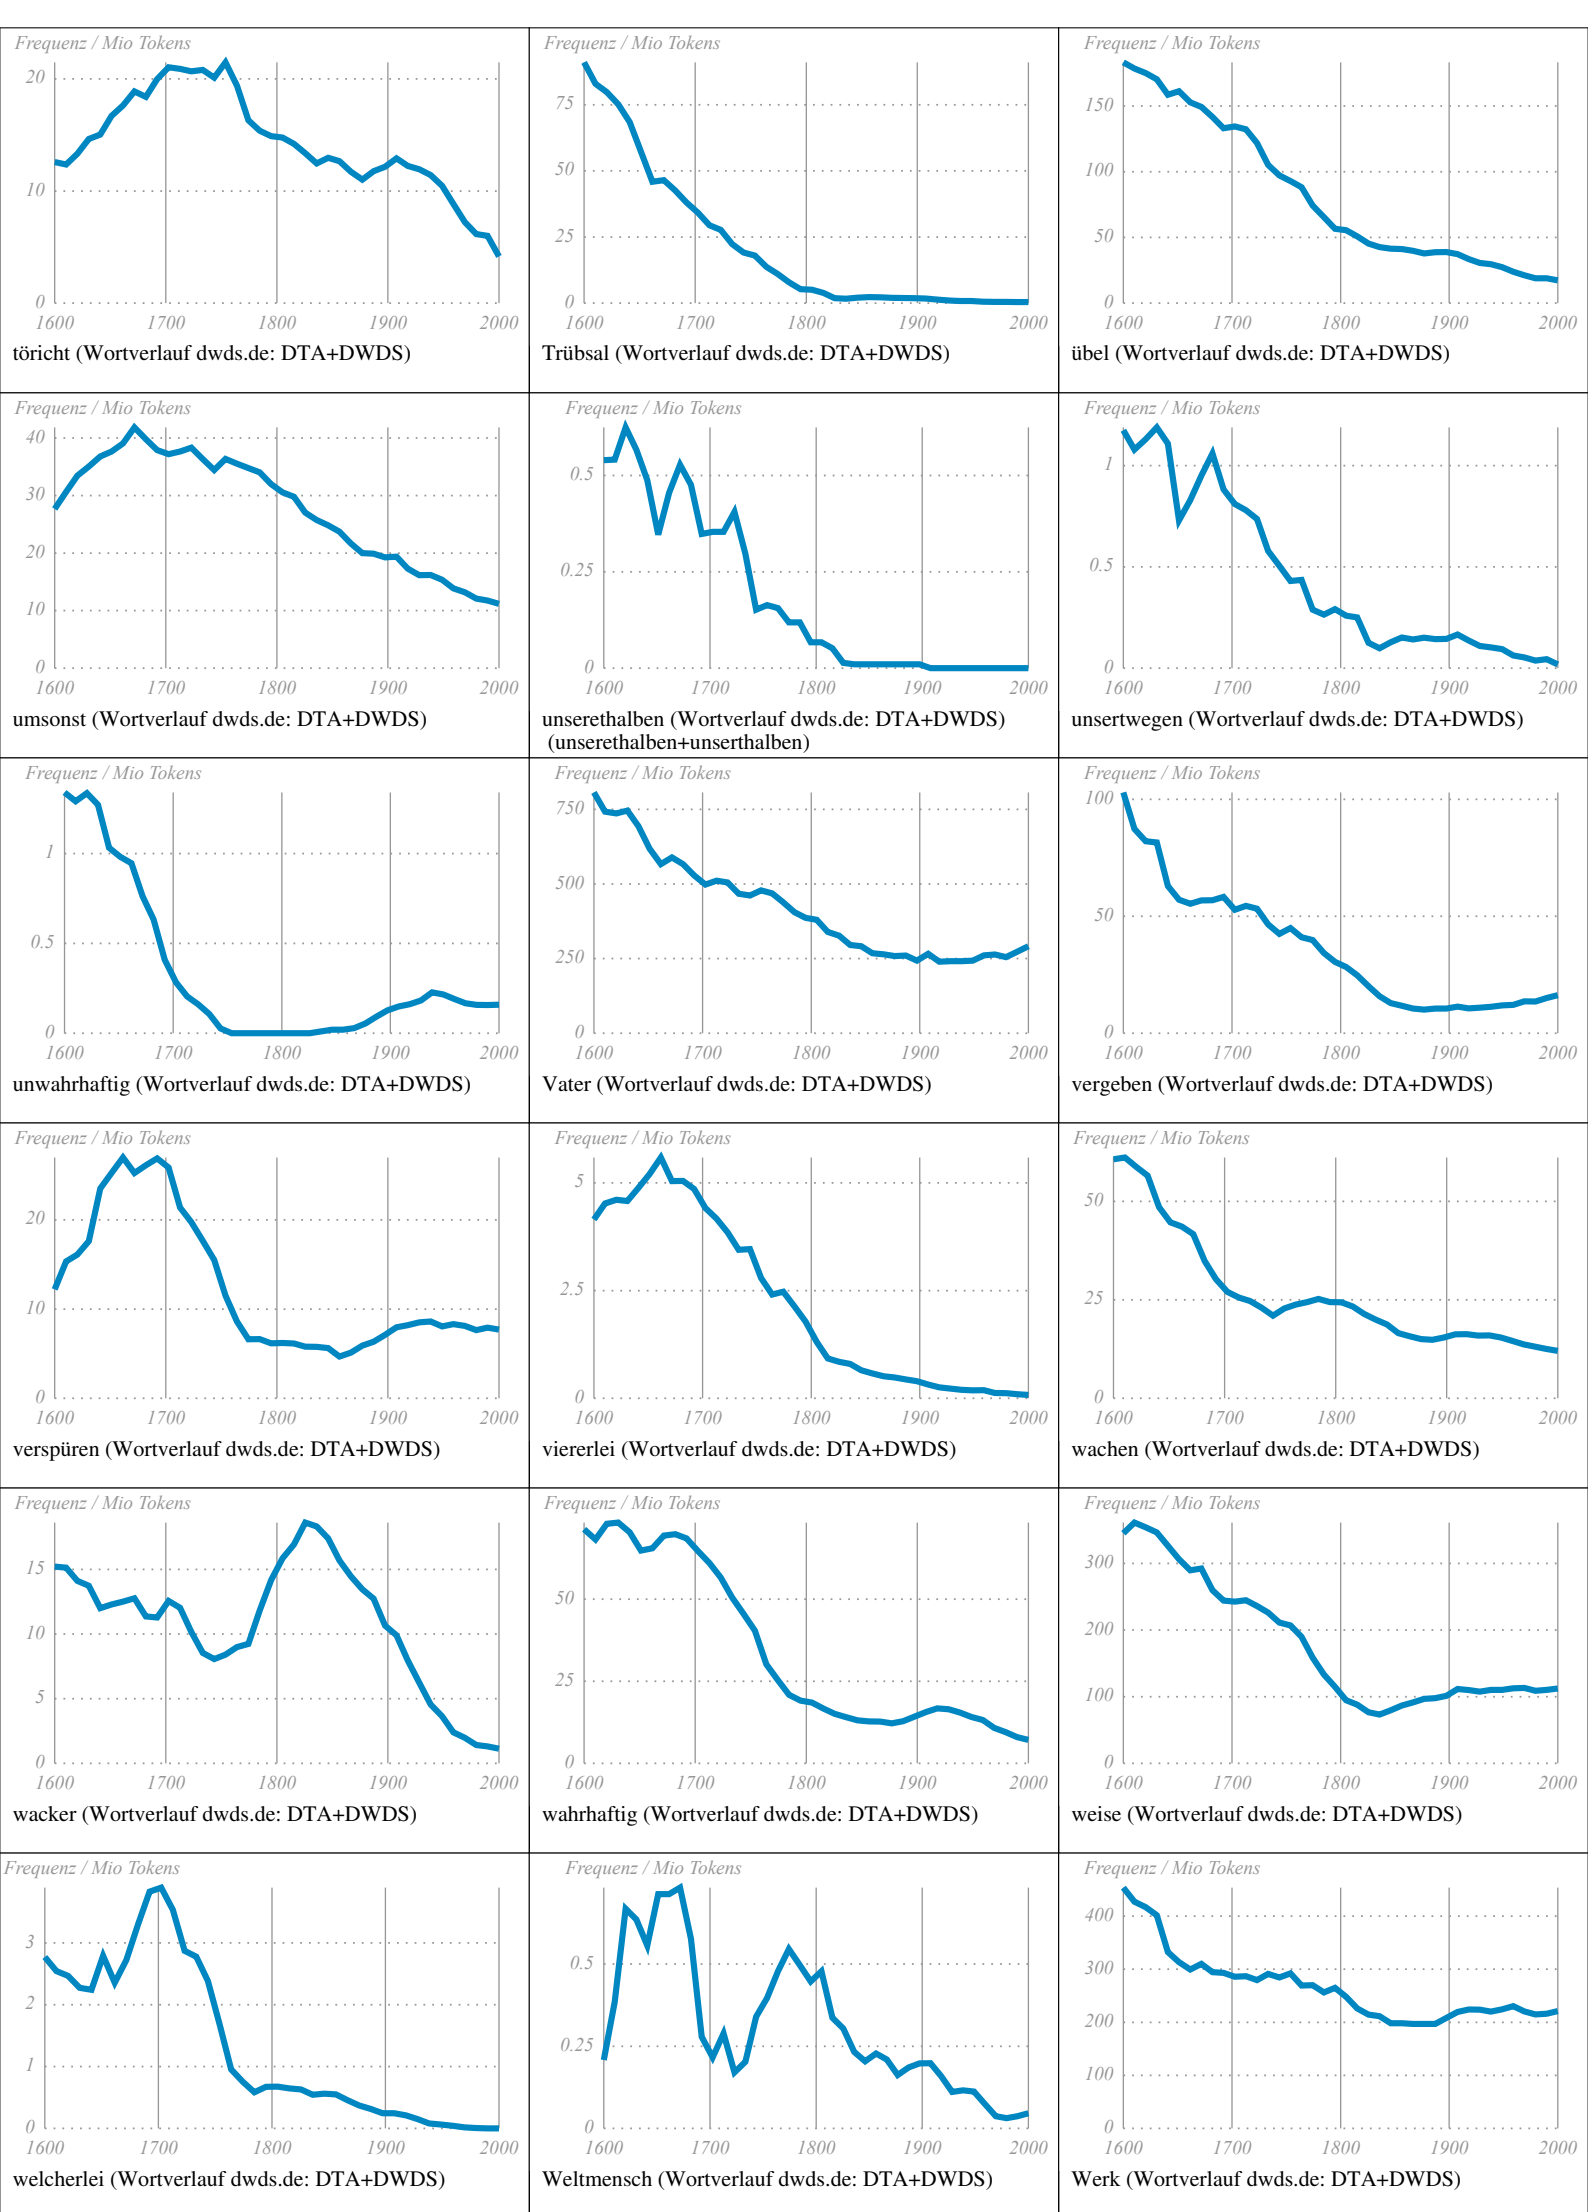 Frequenz / Mio Tokens
20
10
0
1600 1700 1800 1900 2000
töricht (Wortverlauf dwds.de: DTA+DWDS)
Frequenz / Mio Tokens
75
50
25
0
1600 1700 1800 1900 2000
Trübsal (Wortverlauf dwds.de: DTA+DWDS)
Frequenz / Mio Tokens
150
100
50
0
1600 1700 1800 1900 2000
übel (Wortverlauf dwds.de: DTA+DWDS)
Frequenz / Mio Tokens
40
30
20
10
0
1600 1700 1800 1900 2000
umsonst (Wortverlauf dwds.de: DTA+DWDS)
Frequenz / Mio Tokens
0.5
0.25
0
1600 1700 1800 1900 2000
unserethalben (Wortverlauf dwds.de: DTA+DWDS)
(unserethalben+unserthalben)
Frequenz / Mio Tokens
1
0.5
0
1600 1700 1800 1900 2000
unsertwegen (Wortverlauf dwds.de: DTA+DWDS)
Frequenz / Mio Tokens
1
0.5
0
1600 1700 1800 1900 2000
unwahrhaftig (Wortverlauf dwds.de: DTA+DWDS)
Frequenz / Mio Tokens
750
500
250
0
1600 1700 1800 1900 2000
Vater (Wortverlauf dwds.de: DTA+DWDS)
Frequenz / Mio Tokens
100
50
0
1600 1700 1800 1900 2000
vergeben (Wortverlauf dwds.de: DTA+DWDS)
Frequenz / Mio Tokens
20
10
0
1600 1700 1800 1900 2000
verspüren (Wortverlauf dwds.de: DTA+DWDS)
Frequenz / Mio Tokens
5
2.5
0
1600 1700 1800 1900 2000
viererlei (Wortverlauf dwds.de: DTA+DWDS)
Frequenz / Mio Tokens
50
25
0
1600 1700 1800 1900 2000
wachen (Wortverlauf dwds.de: DTA+DWDS)
Frequenz / Mio Tokens
15
10
5
0
1600 1700 1800 1900 2000
wacker (Wortverlauf dwds.de: DTA+DWDS)
Frequenz / Mio Tokens
50
25
0
1600 1700 1800 1900 2000
wahrhaftig (Wortverlauf dwds.de: DTA+DWDS)
Frequenz / Mio Tokens
300
200
100
0
1600 1700 1800 1900 2000
weise (Wortverlauf dwds.de: DTA+DWDS)
Frequenz / Mio Tokens
3
2
1
0
1600 1700 1800 1900 2000
welcherlei (Wortverlauf dwds.de: DTA+DWDS)
Frequenz / Mio Tokens
0.5
0.25
0
1600 1700 1800 1900 2000
Weltmensch (Wortverlauf dwds.de: DTA+DWDS)
Frequenz / Mio Tokens
400
300
200
100
0
1600 1700 1800 1900 2000
Werk (Wortverlauf dwds.de: DTA+DWDS)